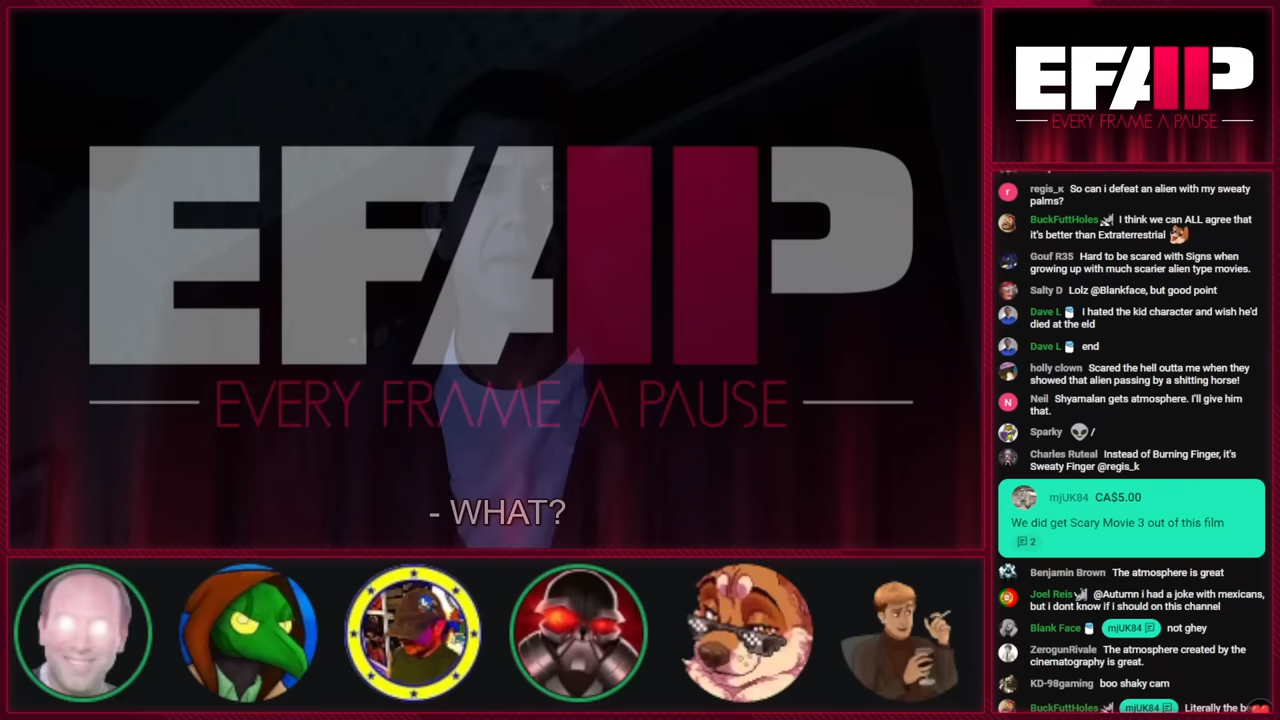 EFAP
EVERY FRAME A PAUSE
- WHAT?
EFAP
EVERY FRAME A PAUSE
r
regis_k So can i defeat an alien with my sweaty
palms?
BuckFuttHoles I think we can ALL agree that
it's better than Extraterrestrial
Gouf R35 Hard to be scared with Signs when
growing up with much scarier alien type movies.
Salty D Lolz @Blankface, but good point
Dave L I hated the kid character and wish he'd
died at the eld
Dave L end
holly clown Scared the hell outta me when they
showed that alien passing by a shitting horse!
N
Neil Shyamalan gets atmosphere. I'll give him
that.
Sparky /
Charles Ruteal Instead of Burning Finger, it's
Sweaty Finger @regis_k
mjUK84 CA$5.00
We did get Scary Movie 3 out of this film
2
Benjamin Brown The atmosphere is great
Joel Reis @Autumn i had a joke with mexicans,
but i dont know if i should on this channel
Blank Face mjUK84 not ghey
ZerogunRivale The atmosphere created by the
cinematography is great.
KD-98gaming boo shaky cam
BuckFuttHoles mjUK84 Literally the